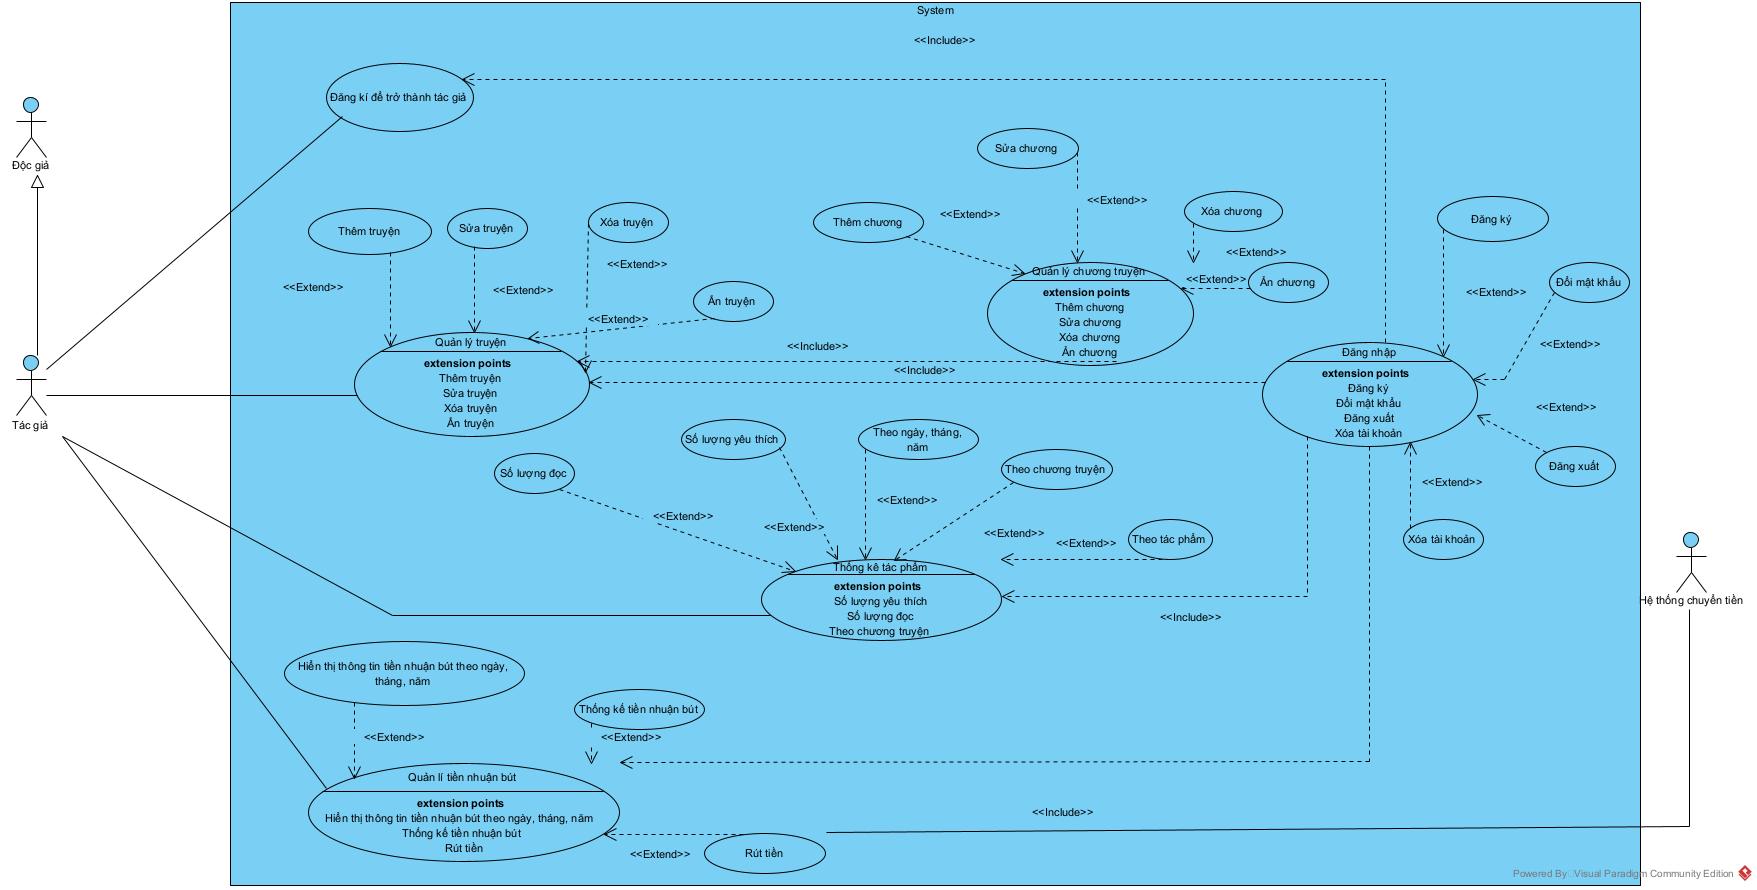 System
<<Include>>
Đăng kí để trở thành tác giả
Độc giả
Sửa chương
<<Extend>>
Thêm chương
<<Extend>>
Xóa chương
<<Extend>>
Đăng ký
Thêm truyện
Sửa truyện
Xóa truyện
<<Extend>>
<<Extend>>
<<Extend>>
<<Extend>>
Ẩn truyện
<<Extend>>
Quản lý chương truyện
extension points
Thêm chương
Sửa chương
Xóa chương
Ẩn chương
<<Extend>>
Ẩn chương
Đổi mật khẩu
<<Extend>>
<<Extend>>
Quản lý truyện
extension points
Thêm truyện
Sửa truyện
Xóa truyện
Ẩn truyện
<<Include>>
<<Include>>
Đăng nhập
extension points
Đăng ký
Đổi mật khẩu
Đăng xuất
Xóa tài khoản
<<Extend>>
Đăng xuất
Tác giả
Số lượng yêu thích
Theo ngày, tháng,
năm
Số lượng đọc
Theo chương truyện
<<Extend>>
<<Extend>>
<<Extend>>
<<Extend>>
<<Extend>>
<<Extend>>
Theo tác phẩm
Xóa tài khoản
Thống kê tác phẩm
extension points
Số lượng yêu thích
Số lượng đọc
Theo chương truyện
<<Include>>
Hệ thống chuyển tiền
Hiển thị thông tin tiền nhuận bút theo ngày,
tháng, năm
<<Extend>>
Thống kế tiền nhuận bút
<<Extend>>
Quản lí tiền nhuận bút
extension points
Hiển thị thông tin tiền nhuận bút theo ngày, tháng, năm
Thống kế tiền nhuận bút
Rút tiền
<<Include>>
<<Extend>>
Rút tiền
Powered By Visual Paradigm Community Edition